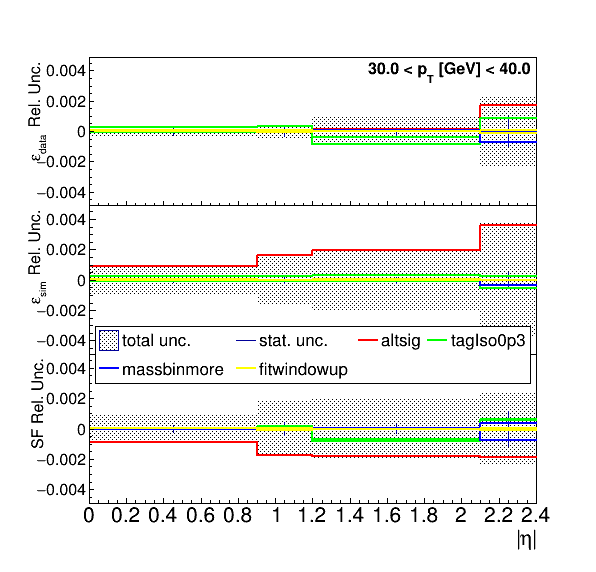 30.0 < p_T [GeV] < 40.0
ε_data Rel. Unc.
0.004
0.002
0
−0.002
−0.004
ε_sim Rel. Unc.
0.004
0.002
0
−0.002
−0.004
total unc. stat. unc. altsig tagIso0p3
massbinmore fitwindowup
SF Rel. Unc.
0.004
0.002
0
−0.002
−0.004
0 0.2 0.4 0.6 0.8 1 1.2 1.4 1.6 1.8 2 2.2 2.4
|η|